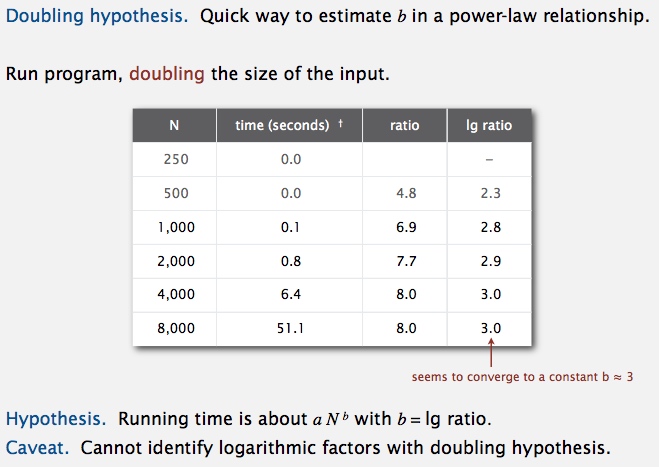 Doubling hypothesis. Quick way to estimate b in a power-law relationship.
Run program, doubling the size of the input.
N time (seconds) † ratio lg ratio
250 0.0 –
500 0.0 4.8 2.3
1,000 0.1 6.9 2.8
2,000 0.8 7.7 2.9
4,000 6.4 8.0 3.0
8,000 51.1 8.0 3.0
seems to converge to a constant b ≈ 3
Hypothesis. Running time is about a N^b with b = lg ratio.
Caveat. Cannot identify logarithmic factors with doubling hypothesis.